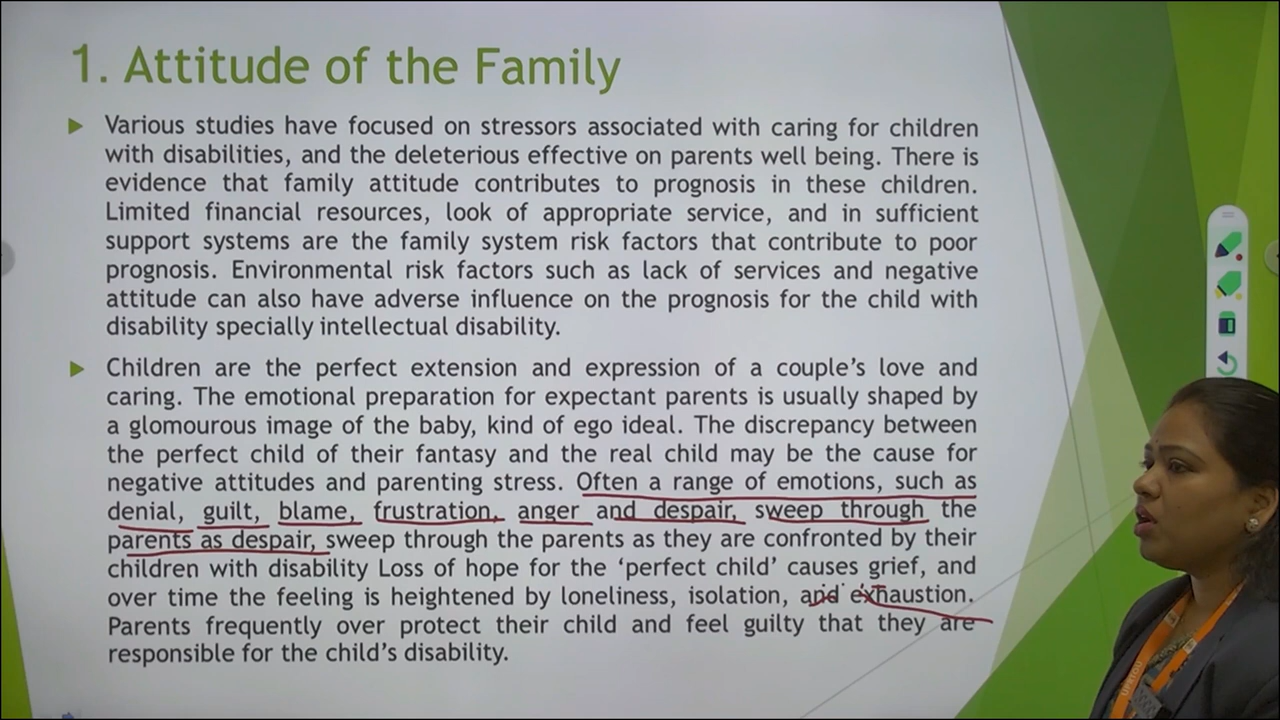 1. Attitude of the Family
Various studies have focused on stressors associated with caring for children
with disabilities, and the deleterious effective on parents well being. There is
evidence that family attitude contributes to prognosis in these children.
Limited financial resources, look of appropriate service, and in sufficient
support systems are the family system risk factors that contribute to poor
prognosis. Environmental risk factors such as lack of services and negative
attitude can also have adverse influence on the prognosis for the child with
disability specially intellectual disability.
Children are the perfect extension and expression of a couple's love and
caring. The emotional preparation for expectant parents is usually shaped by
a glomourous image of the baby, kind of ego ideal. The discrepancy between
the perfect child of their fantasy and the real child may be the cause for
negative attitudes and parenting stress. Often a range of emotions, such as
denial, guilt, blame, frustration, anger and despair, sweep through the
parents as despair, sweep through the parents as they are confronted by their
children with disability Loss of hope for the 'perfect child' causes grief, and
over time the feeling is heightened by loneliness, isolation, and exhaustion.
Parents frequently over protect their child and feel guilty that they are
responsible for the child's disability.